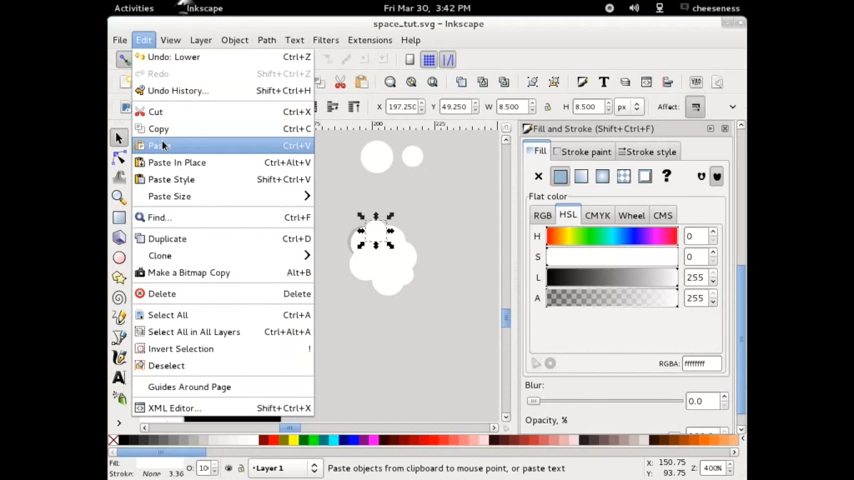 Activities Inkscape Fri Mar 30, 3:42 PM cheeseness
space_tut.svg - Inkscape
File Edit View Layer Object Path Text Filters Extensions Help
Undo: Lower Ctrl+Z
Redo Shift+Ctrl+Z
Undo History... Shift+Ctrl+H
Cut Ctrl+X
X 197.250 Y 49.250 W 8.500 H 8.500 px Affect:
Copy Ctrl+C
200 225
Fill and Stroke (Shift+Ctrl+F)
Paste Ctrl+V
Fill Stroke paint Stroke style
Paste In Place Ctrl+Alt+V
Paste Style Shift+Ctrl+V
?
Flat color
Paste Size
RGB HSL CMYK Wheel CMS
Find... Ctrl+F
H 0
Duplicate Ctrl+D
S 0
Clone
Make a Bitmap Copy Alt+B
L 255
Delete Delete
A 255
Select All Ctrl+A
Select All in All Layers Ctrl+Alt+A
Invert Selection !
Deselect
RGBA: ffffffff
Guides Around Page
Blur:
0.0
XML Editor... Shift+Ctrl+X
Opacity, %
Fill:
Stroke: None 3.36 O: 10 Layer1 Paste objects from clipboard to mouse point, or paste text X: 150.75 Y: 93.75 Z: 400%